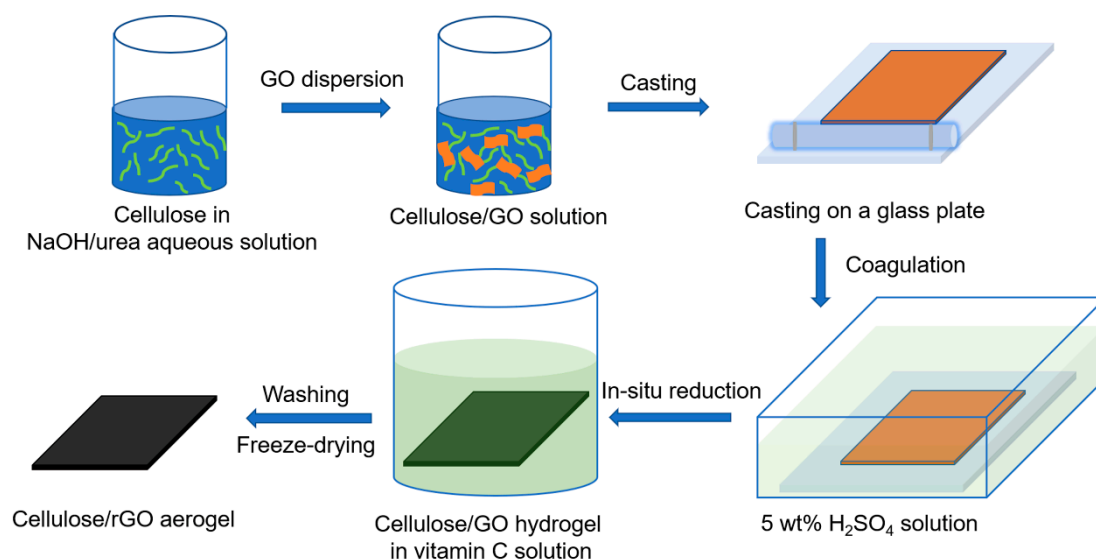 GO dispersion
Casting
Cellulose in
NaOH/urea aqueous solution
Cellulose/GO solution
Casting on a glass plate
Coagulation
In-situ reduction
Washing
Freeze-drying
Cellulose/rGO aerogel
Cellulose/GO hydrogel
in vitamin C solution
5 wt% H₂SO₄ solution